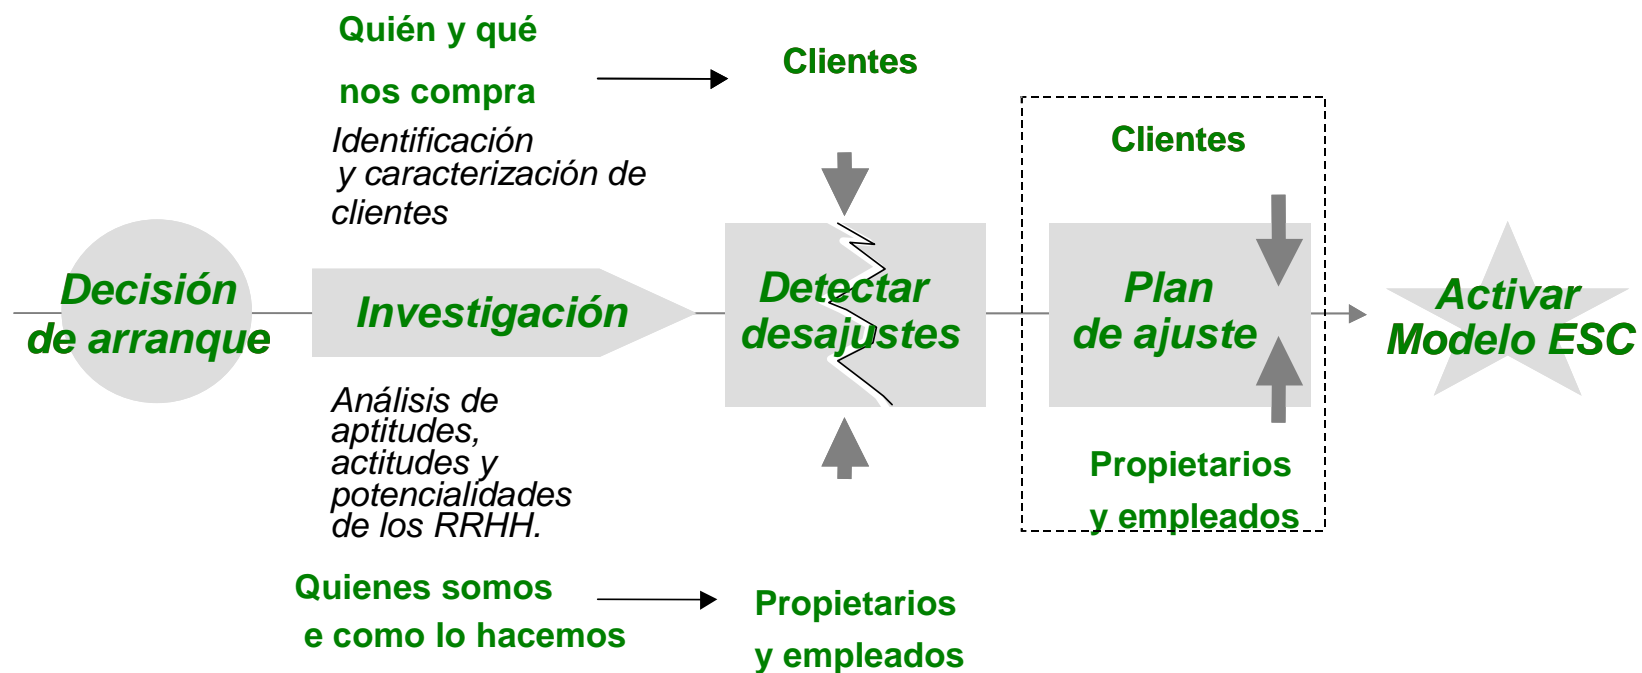 Quién y qué
nos compra
Identificación
y caracterización de
clientes
Clientes
Clientes
Decisión
de arranque
Investigación
Detectar
desajustes
Plan
de ajuste
Activar
Modelo ESC
Análisis de
aptitudes,
actitudes y
potencialidades
de los RRHH.
Quienes somos
e como lo hacemos
Propietarios
y empleados
Propietarios
y empleados